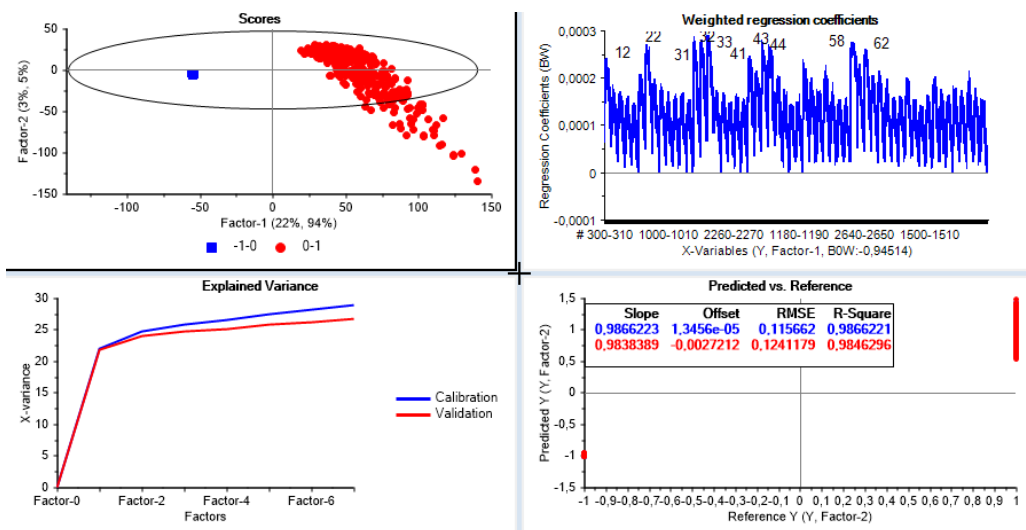 Scores
50
0
-50
-100
-150
Factor-2 (3%, 5%)
-100
-50
0
50
100
150
Factor-1 (22%, 94%)
-1-0
0-1
Weighted regression coefficients
0,0003
0,0002
0,0001
0
-0,0001
Regression Coefficients (BW)
12
22
31
32
33
41
43
44
58
62
# 300-310 1000-1010 2260-2270 1180-1190 2640-2650 1500-1510
X-Variables (Y, Factor-1, B0W:-0,94514)
Explained Variance
30
25
20
15
10
5
0
X-variance
Factor-0 Factor-2 Factor-4 Factor-6
Factors
Calibration
Validation
Predicted vs. Reference
1,5
1
0,5
0
-0,5
-1
-1,5
Predicted Y (Y, Factor-2)
Slope Offset RMSE R-Square
0,9866223 1,3456e-05 0,115662 0,9866221
0,9838389 -0,0027212 0,1241179 0,9846296
-1 -0,9-0,8-0,7-0,6-0,5-0,4-0,3-0,2-0,1 0 0,1 0,2 0,3 0,4 0,5 0,6 0,7 0,8 0,9 1
Reference Y (Y, Factor-2)